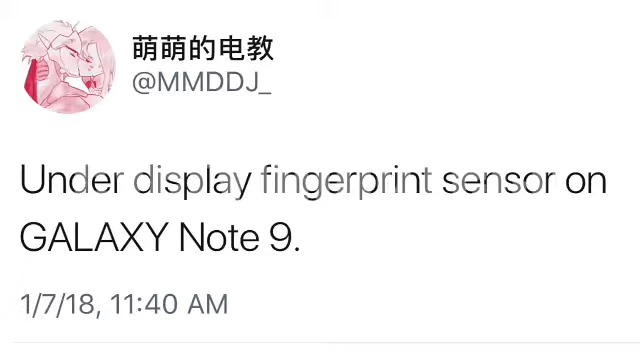 萌萌的电教
@MMDDJ_
Under display fingerprint sensor on
GALAXY Note 9.
1/7/18, 11:40 AM